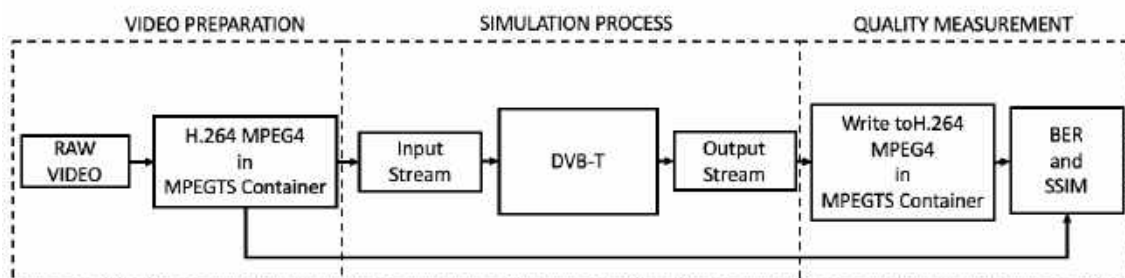 VIDEO PREPARATION
SIMULATION PROCESS
QUALITY MEASUREMENT
RAW
VIDEO
H.264 MPEG4
in
MPEGTS Container
Input
Stream
DVB-T
Output
Stream
Write toH.264
MPEG4
in
MPEGTS Container
BER
and
SSIM